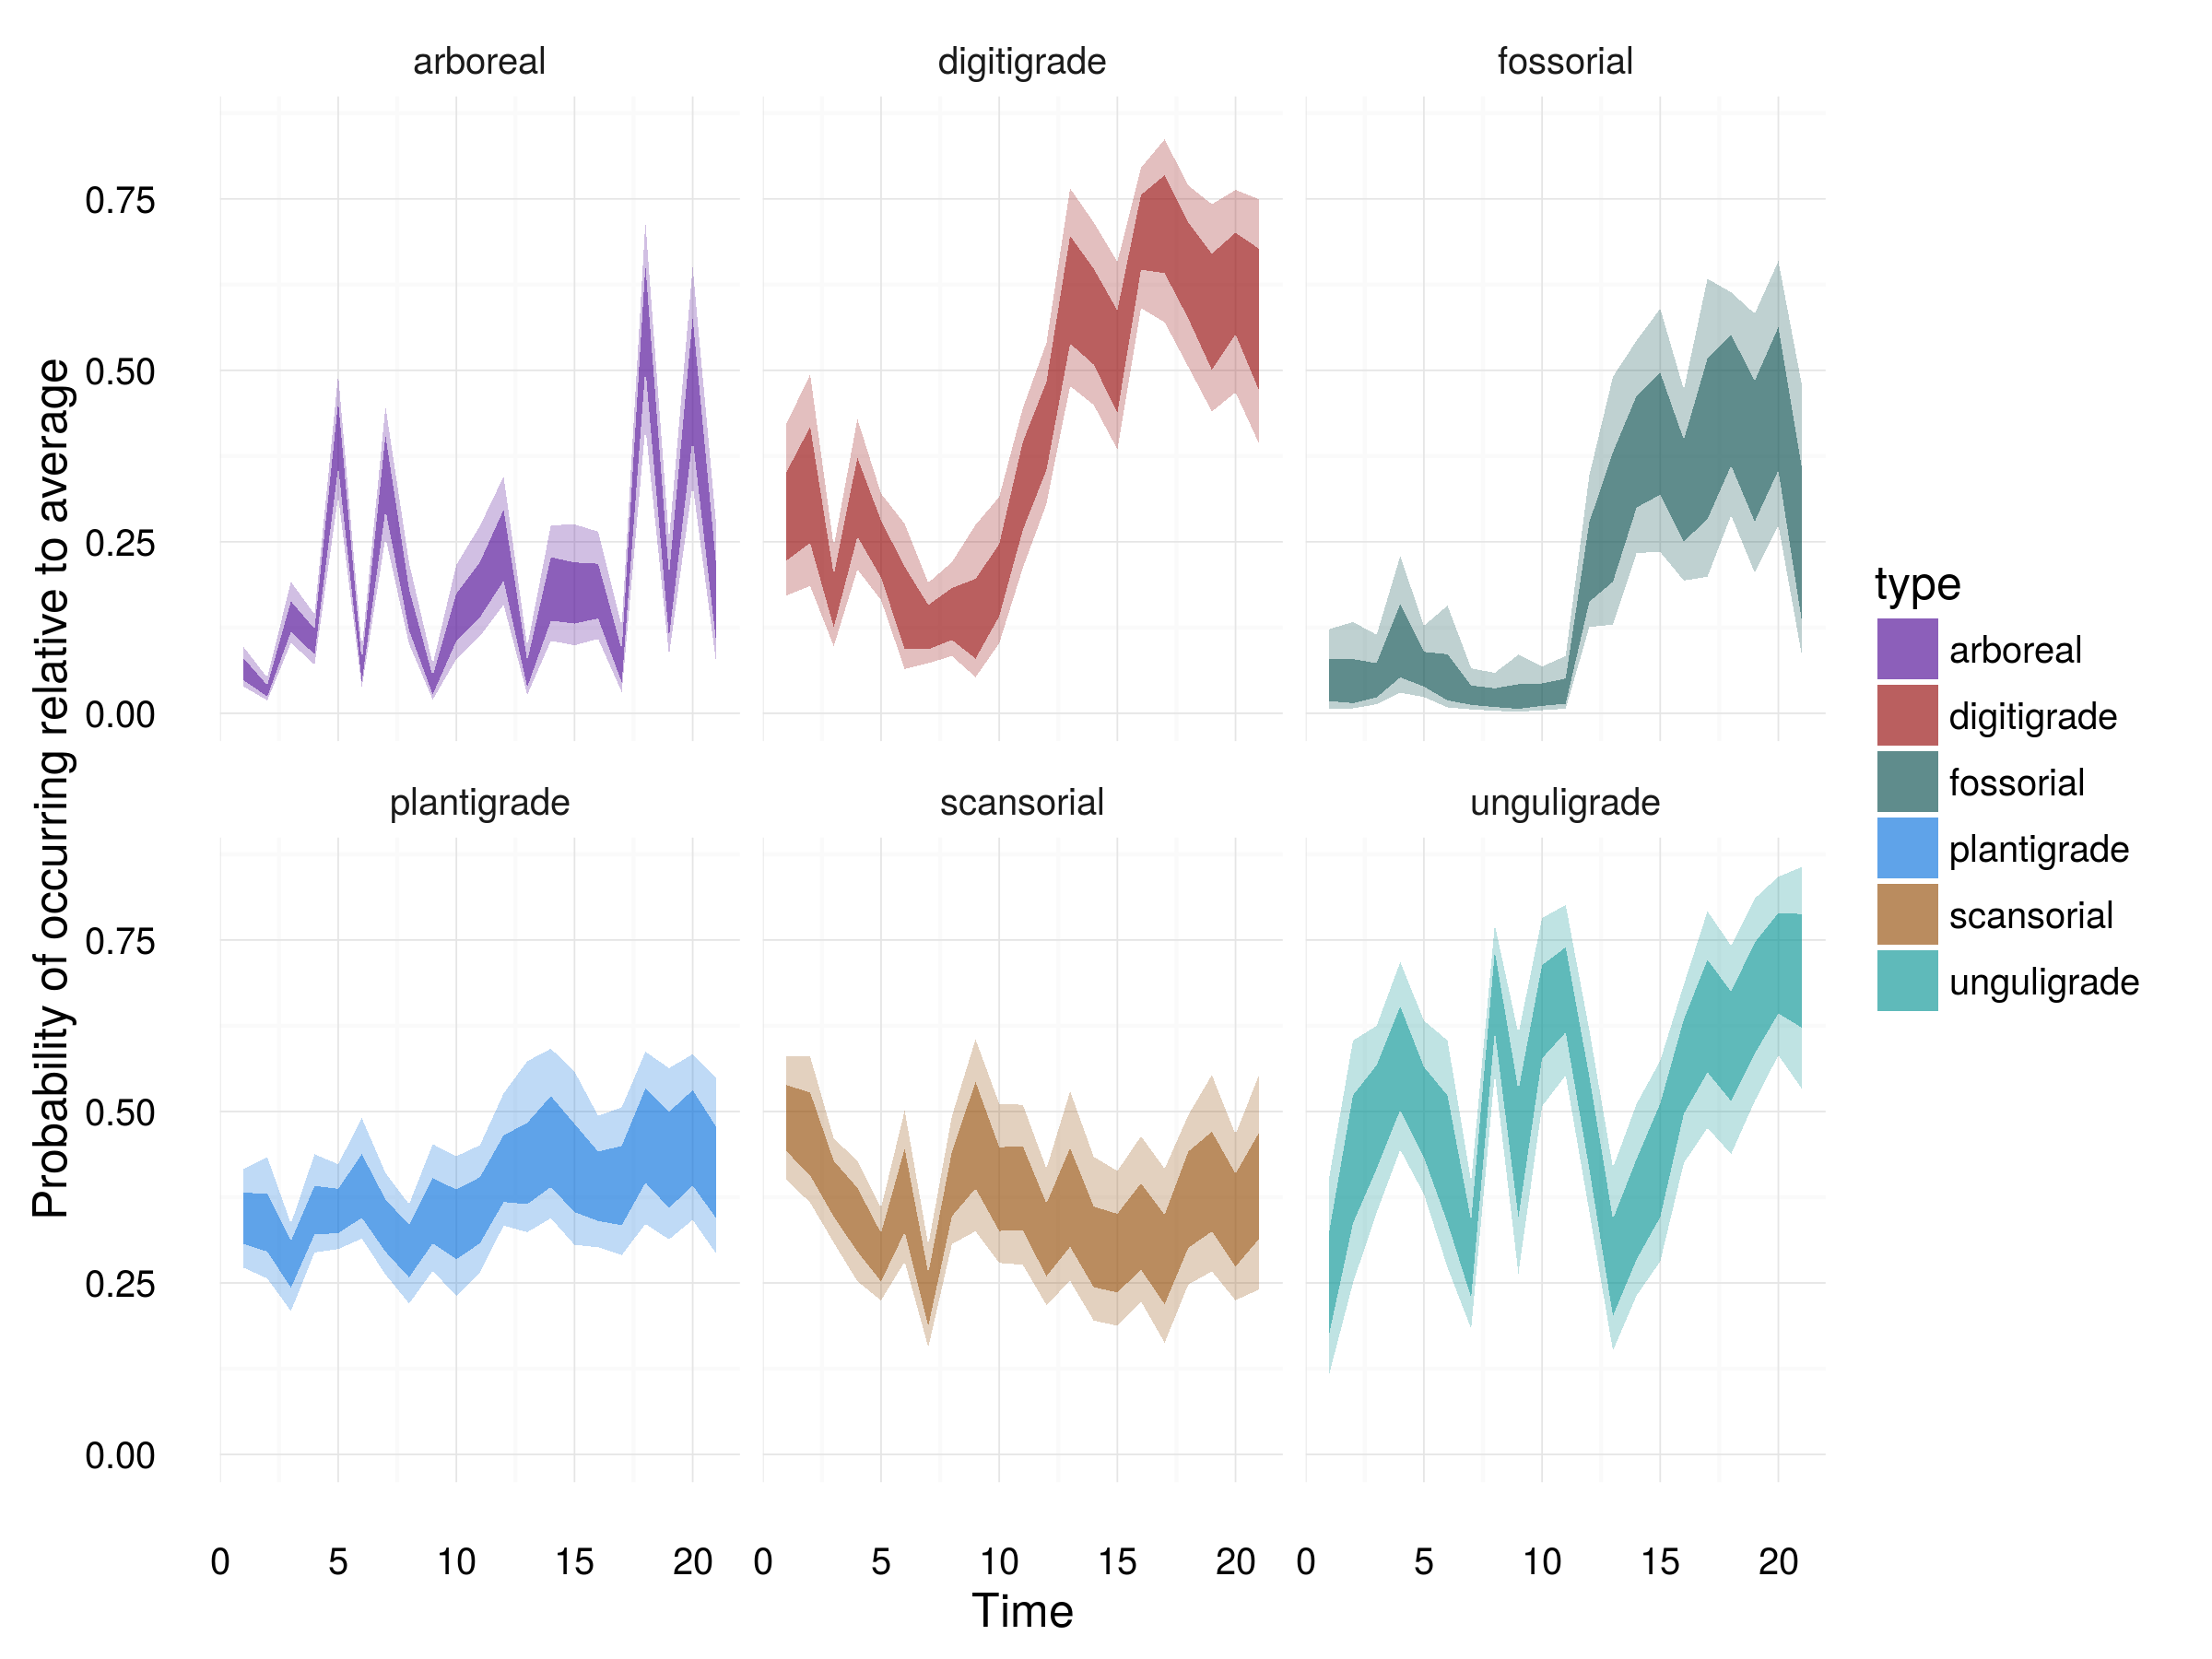 arboreal
digitigrade
fossorial
0.75
0.50
0.25
0.00
plantigrade
scansorial
unguligrade
0.75
0.50
0.25
0.00
0 5 10 15 20
0 5 10 15 20
0 5 10 15 20
Time
Probability of occurring relative to average
type
arboreal
digitigrade
fossorial
plantigrade
scansorial
unguligrade